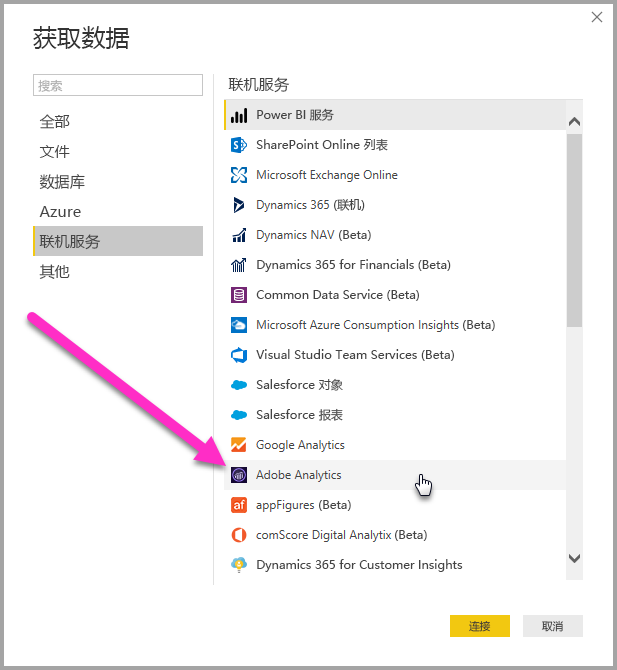 获取数据
搜索
全部
文件
数据库
Azure
联机服务
其他
联机服务
Power BI 服务
SharePoint Online 列表
Microsoft Exchange Online
Dynamics 365 (联机)
Dynamics NAV (Beta)
Dynamics 365 for Financials (Beta)
Common Data Service (Beta)
Microsoft Azure Consumption Insights (Beta)
Visual Studio Team Services (Beta)
Salesforce 对象
Salesforce 报表
Google Analytics
Adobe Analytics
af appFigures (Beta)
comScore Digital Analytix (Beta)
Dynamics 365 for Customer Insights
连接
取消